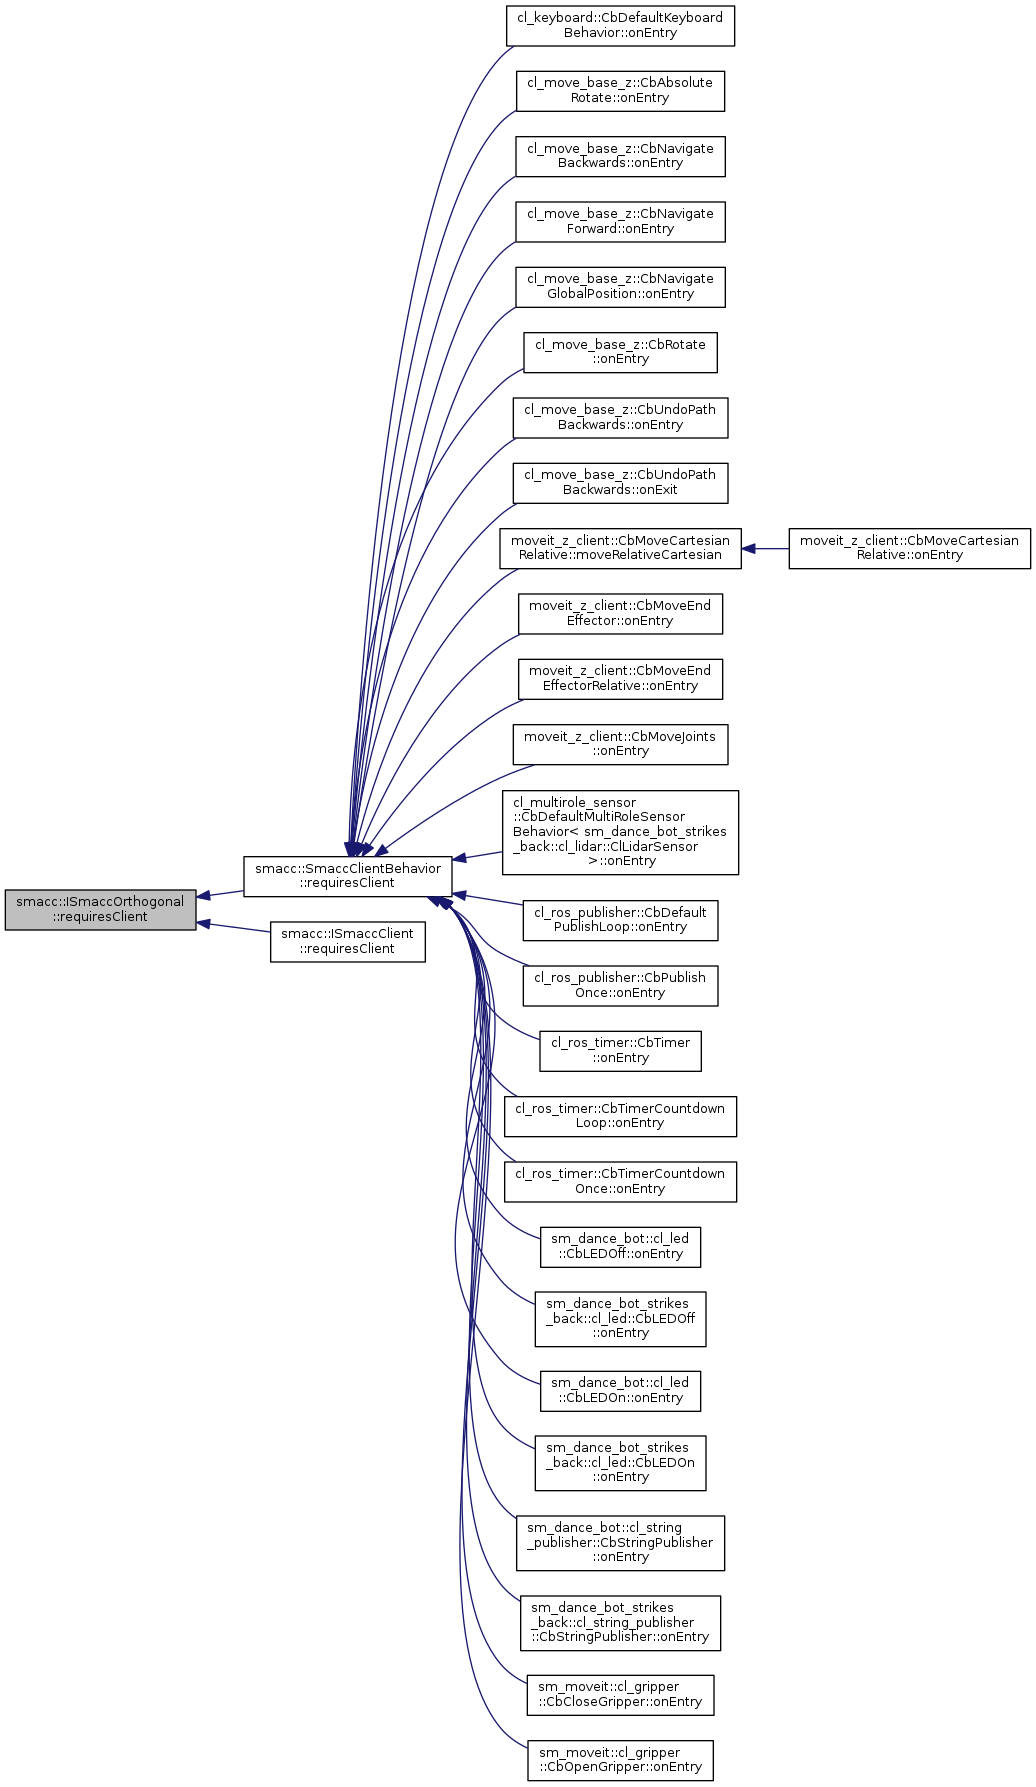 cl_keyboard::CbDefaultKeyboard
Behavior::onEntry
cl_move_base_z::CbAbsolute
Rotate::onEntry
cl_move_base_z::CbNavigate
Backwards::onEntry
cl_move_base_z::CbNavigate
Forward::onEntry
cl_move_base_z::CbNavigate
GlobalPosition::onEntry
cl_move_base_z::CbRotate
::onEntry
cl_move_base_z::CbUndoPath
Backwards::onEntry
cl_move_base_z::CbUndoPath
Backwards::onExit
moveit_z_client::CbMoveCartesian
Relative::moveRelativeCartesian
moveit_z_client::CbMoveCartesian
Relative::onEntry
moveit_z_client::CbMoveEnd
Effector::onEntry
moveit_z_client::CbMoveEnd
EffectorRelative::onEntry
moveit_z_client::CbMoveJoints
::onEntry
cl_multirole_sensor
::CbDefaultMultiRoleSensor
Behavior< sm_dance_bot_strikes
_back::cl_lidar::ClLidarSensor
>::onEntry
smacc::SmaccClientBehavior
::requiresClient
smacc::ISmaccOrthogonal
::requiresClient
smacc::ISmaccClient
::requiresClient
cl_ros_publisher::CbDefault
PublishLoop::onEntry
cl_ros_publisher::CbPublish
Once::onEntry
cl_ros_timer::CbTimer
::onEntry
cl_ros_timer::CbTimerCountdown
Loop::onEntry
cl_ros_timer::CbTimerCountdown
Once::onEntry
sm_dance_bot::cl_led
::CbLEDOff::onEntry
sm_dance_bot_strikes
_back::cl_led::CbLEDOff
::onEntry
sm_dance_bot::cl_led
::CbLEDOn::onEntry
sm_dance_bot_strikes
_back::cl_led::CbLEDOn
::onEntry
sm_dance_bot::cl_string
_publisher::CbStringPublisher
::onEntry
sm_dance_bot_strikes
_back::cl_string_publisher
::CbStringPublisher::onEntry
sm_moveit::cl_gripper
::CbCloseGripper::onEntry
sm_moveit::cl_gripper
::CbOpenGripper::onEntry